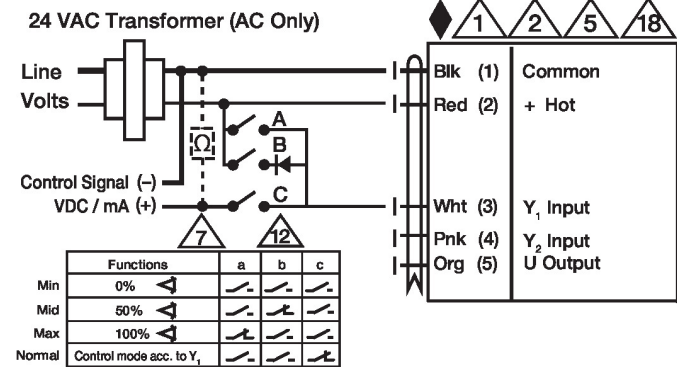 24 VAC Transformer (AC Only)
1 2 5 18
Line
Volts
Blk (1) Common
Red (2) + Hot
A
B
C
Ω
Control Signal (–)
VDC / mA (+)
Wht (3) Y₁ Input
Pnk (4) Y₂ Input
Org (5) U Output
7
12
Functions a b c
Min 0%
Mid 50%
Max 100%
Normal Control mode acc. to Y₁